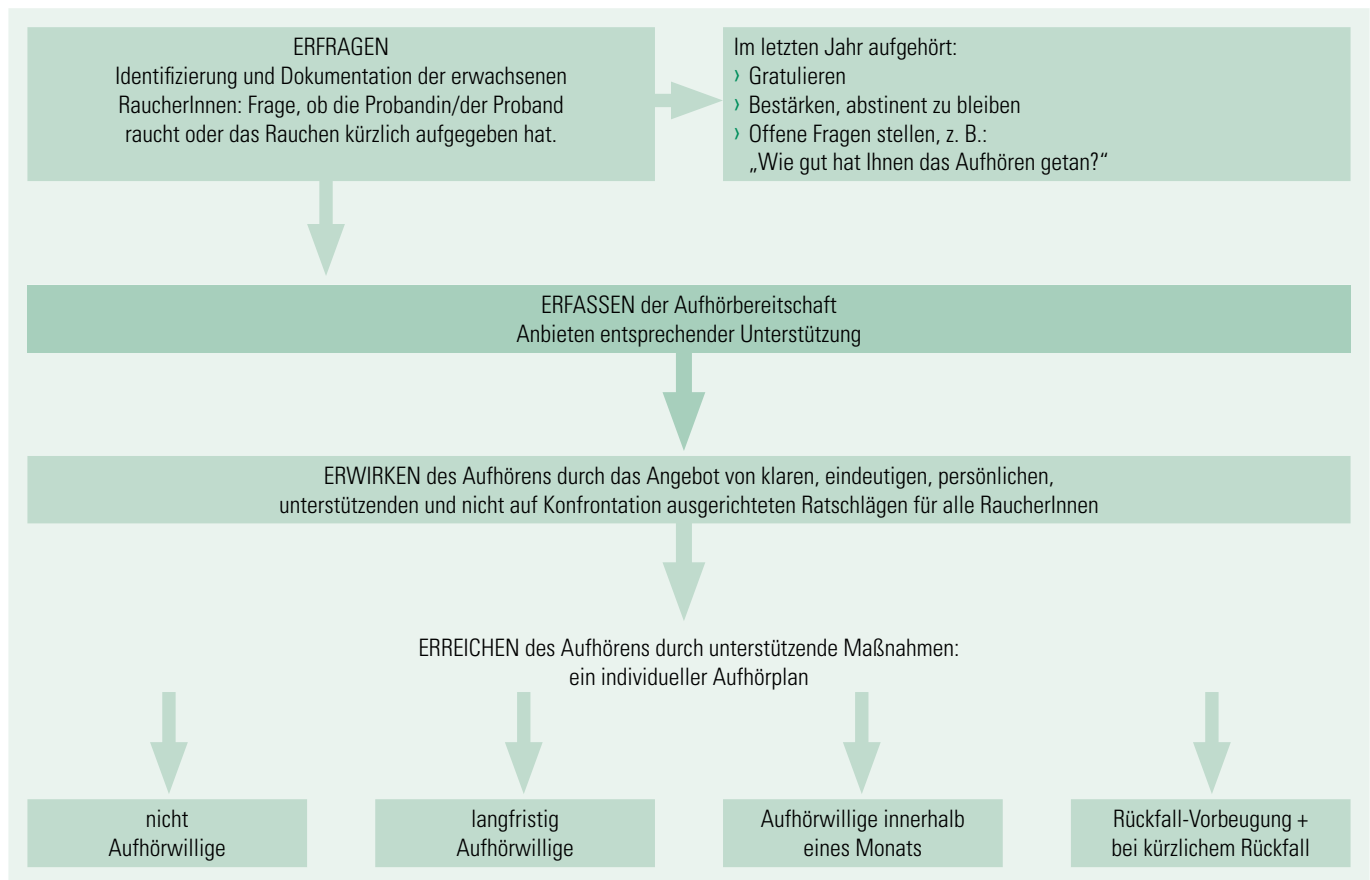 ERFRAGEN
Identifizierung und Dokumentation der erwachsenen
RaucherInnen: Frage, ob die Probandin/der Proband
raucht oder das Rauchen kürzlich aufgegeben hat.
Im letzten Jahr aufgehört:
› Gratulieren
› Bestärken, abstinent zu bleiben
› Offene Fragen stellen, z. B.:
„Wie gut hat Ihnen das Aufhören getan?“
ERFASSEN der Aufhörbereitschaft
Anbieten entsprechender Unterstützung
ERWIRKEN des Aufhörens durch das Angebot von klaren, eindeutigen, persönlichen,
unterstützenden und nicht auf Konfrontation ausgerichteten Ratschlägen für alle RaucherInnen
ERREICHEN des Aufhörens durch unterstützende Maßnahmen:
ein individueller Aufhörplan
nicht
Aufhörwillige
langfristig
Aufhörwillige
Aufhörwillige innerhalb
eines Monats
Rückfall-Vorbeugung +
bei kürzlichem Rückfall